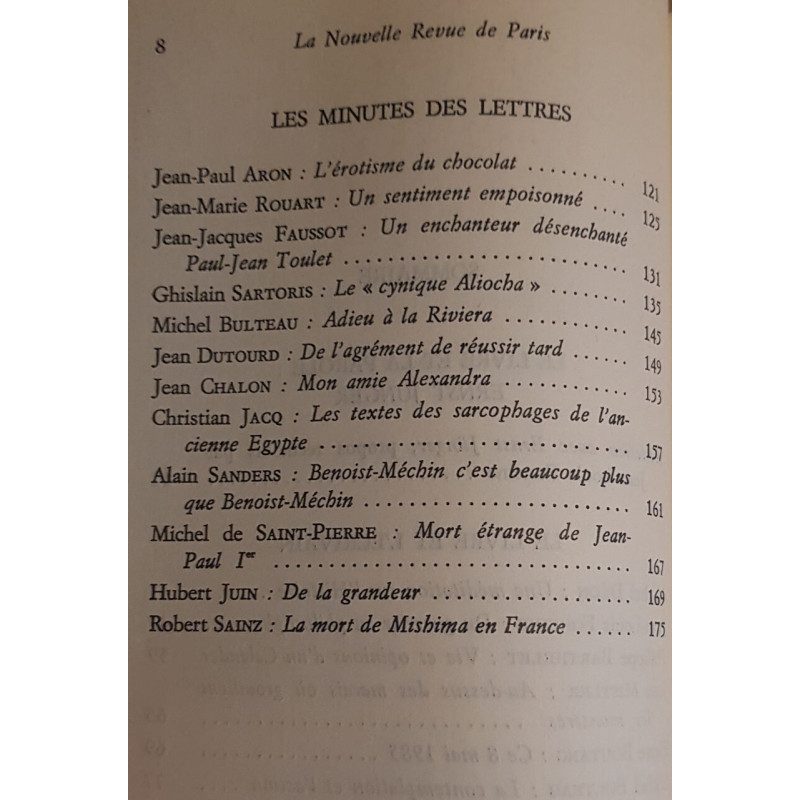 8 La Nouvelle Revue de Paris
LES MINUTES DES LETTRES
Jean-Paul ARON : L'érotisme du chocolat .......... 121
Jean-Marie ROUART : Un sentiment empoisonné .... 125
Jean-Jacques FAUSSOT : Un enchanteur désenchanté
Paul-Jean Toulet .......................... 131
Ghislain SARTORIS : Le « cynique Aliocha » ........ 135
Michel BULTEAU : Adieu à la Riviera ........... 145
Jean DUTOURD : De l'agrément de réussir tard ...... 149
Jean CHALON : Mon amie Alexandra ........... 153
Christian JACQ : Les textes des sarcophages de l'an-
cienne Egypte ............................ 157
Alain SANDERS : Benoist-Méchin c'est beaucoup plus
que Benoist-Méchin ........................ 161
Michel de SAINT-PIERRE : Mort étrange de Jean-
Paul Ier ................................ 167
Hubert JUIN : De la grandeur .................. 169
Robert SAINZ : La mort de Mishima en France ...... 175